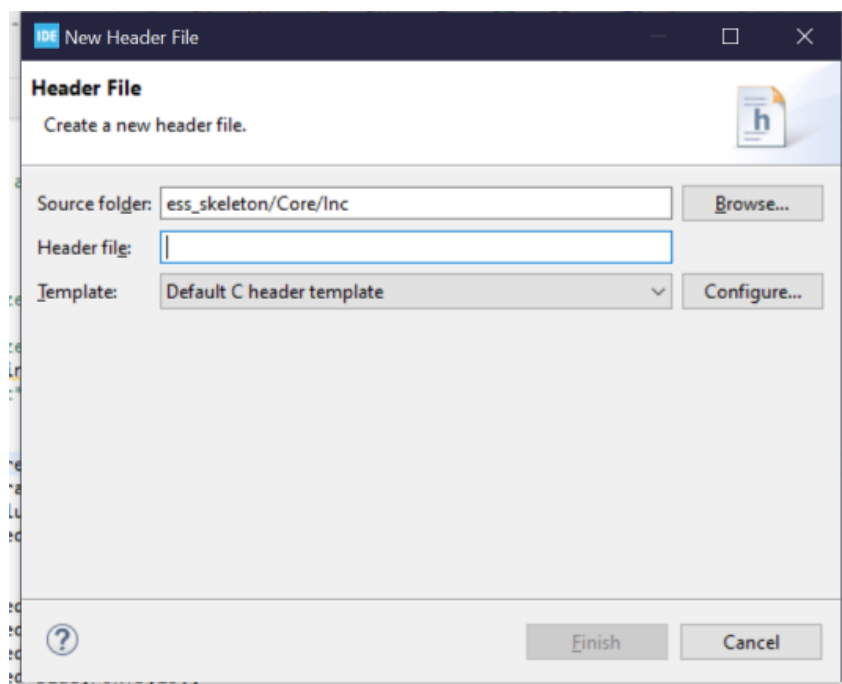 IDE New Header File
Header File
Create a new header file.
h
Source folder: ess_skeleton/Core/Inc Browse...
Header file:
Template: Default C header template Configure...
? Finish Cancel